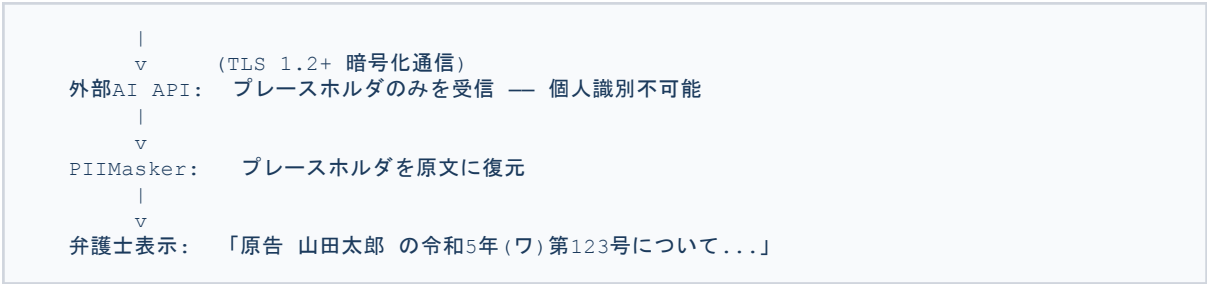 |
v (TLS 1.2+ 暗号化通信)
外部AI API: プレースホルダのみを受信 —— 個人識別不可能
|
v
PIIMasker: プレースホルダを原文に復元
|
v
弁護士表示: 「原告 山田太郎 の令和5年(ワ)第123号について...」